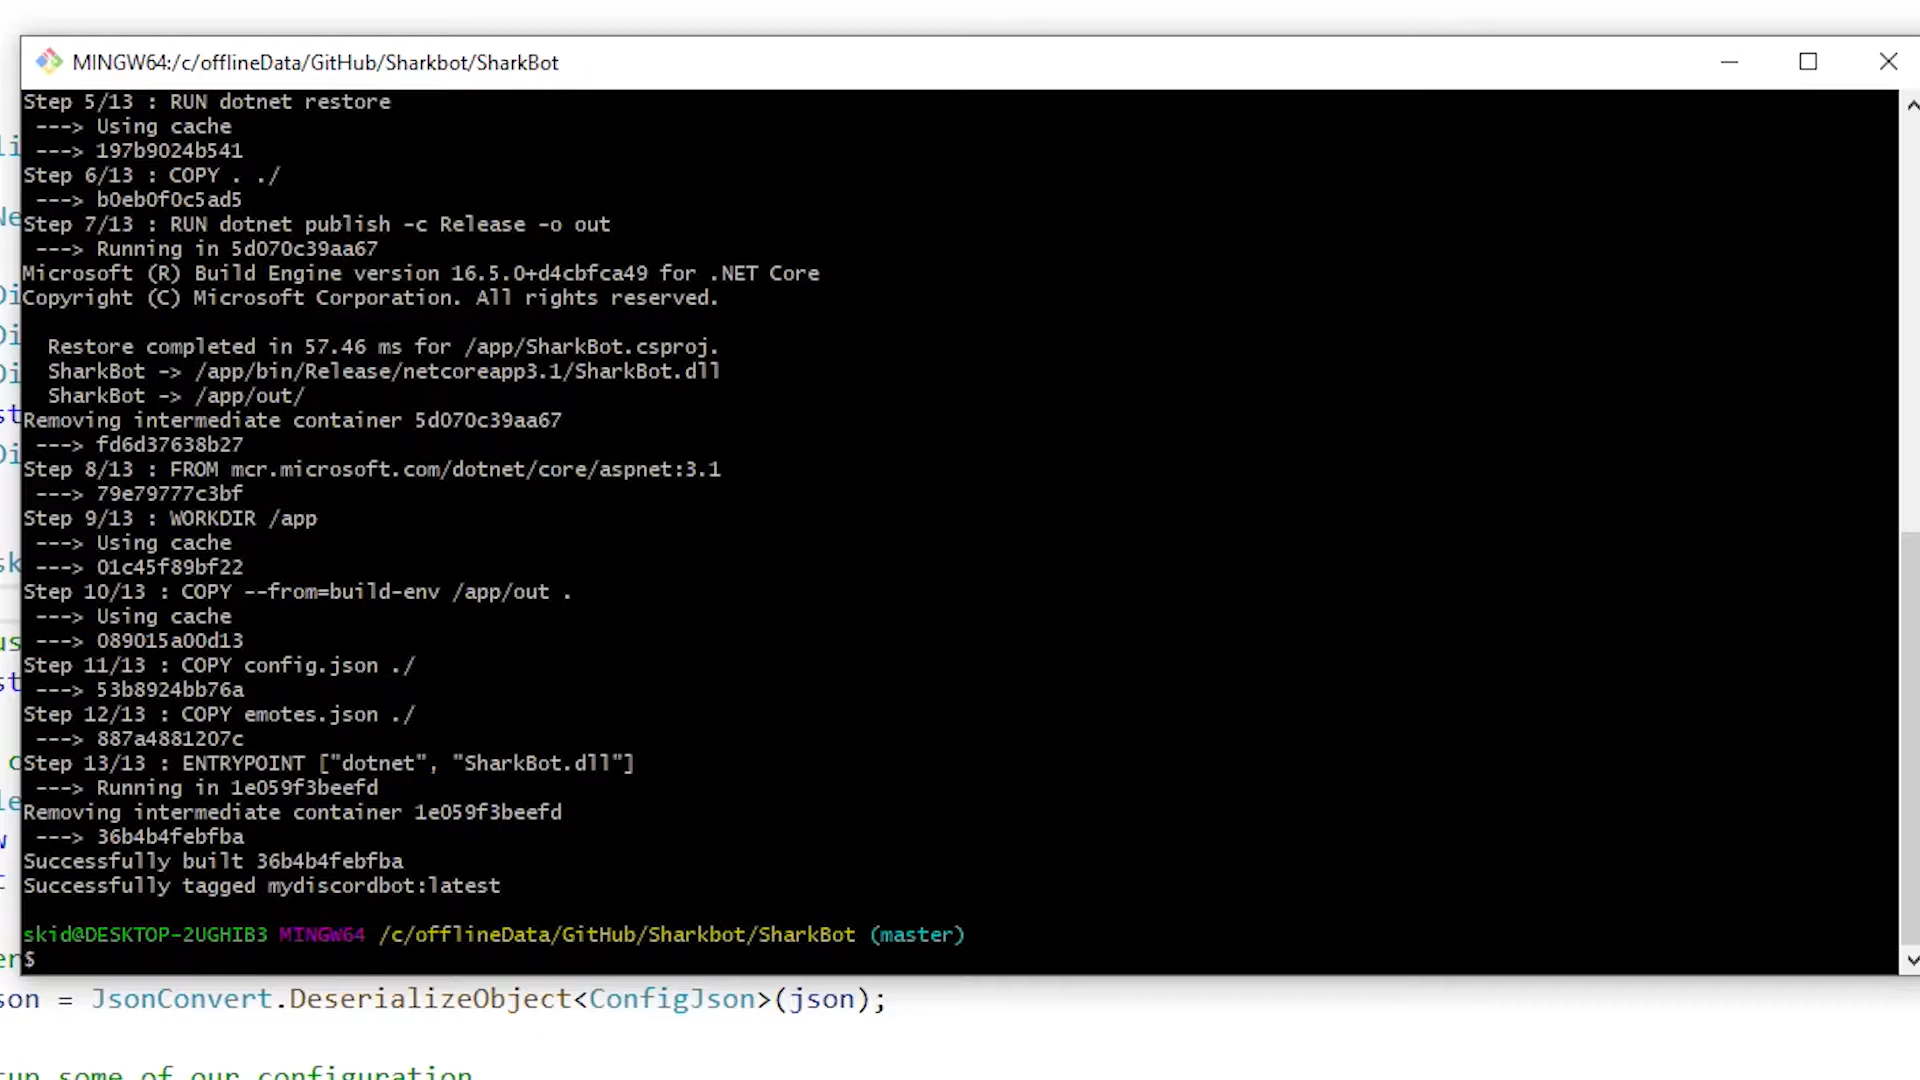 MINGW64:/c/offlineData/GitHub/Sharkbot/SharkBot
Step 5/13 : RUN dotnet restore
---> Using cache
---> 197b9024b541
Step 6/13 : COPY . ./
---> b0eb0f0c5ad5
Step 7/13 : RUN dotnet publish -c Release -o out
---> Running in 5d070c39aa67
Microsoft (R) Build Engine version 16.5.0+d4cbfca49 for .NET Core
Copyright (C) Microsoft Corporation. All rights reserved.
Restore completed in 57.46 ms for /app/SharkBot.csproj.
SharkBot -> /app/bin/Release/netcoreapp3.1/SharkBot.dll
SharkBot -> /app/out/
Removing intermediate container 5d070c39aa67
---> fd6d37638b27
Step 8/13 : FROM mcr.microsoft.com/dotnet/core/aspnet:3.1
---> 79e79777c3bf
Step 9/13 : WORKDIR /app
---> Using cache
---> 01c45f89bf22
Step 10/13 : COPY --from=build-env /app/out .
---> Using cache
---> 089015a00d13
Step 11/13 : COPY config.json ./
---> 53b8924bb76a
Step 12/13 : COPY emotes.json ./
---> 887a4881207c
Step 13/13 : ENTRYPOINT ["dotnet", "SharkBot.dll"]
---> Running in 1e059f3beefd
Removing intermediate container 1e059f3beefd
---> 36b4b4febfba
Successfully built 36b4b4febfba
Successfully tagged mydiscordbot:latest
skid@DESKTOP-2UGHIB3 MINGW64 /c/offlineData/GitHub/Sharkbot/SharkBot (master)
$
son = JsonConvert.DeserializeObject<ConfigJson>(json);
tup some of our configuration